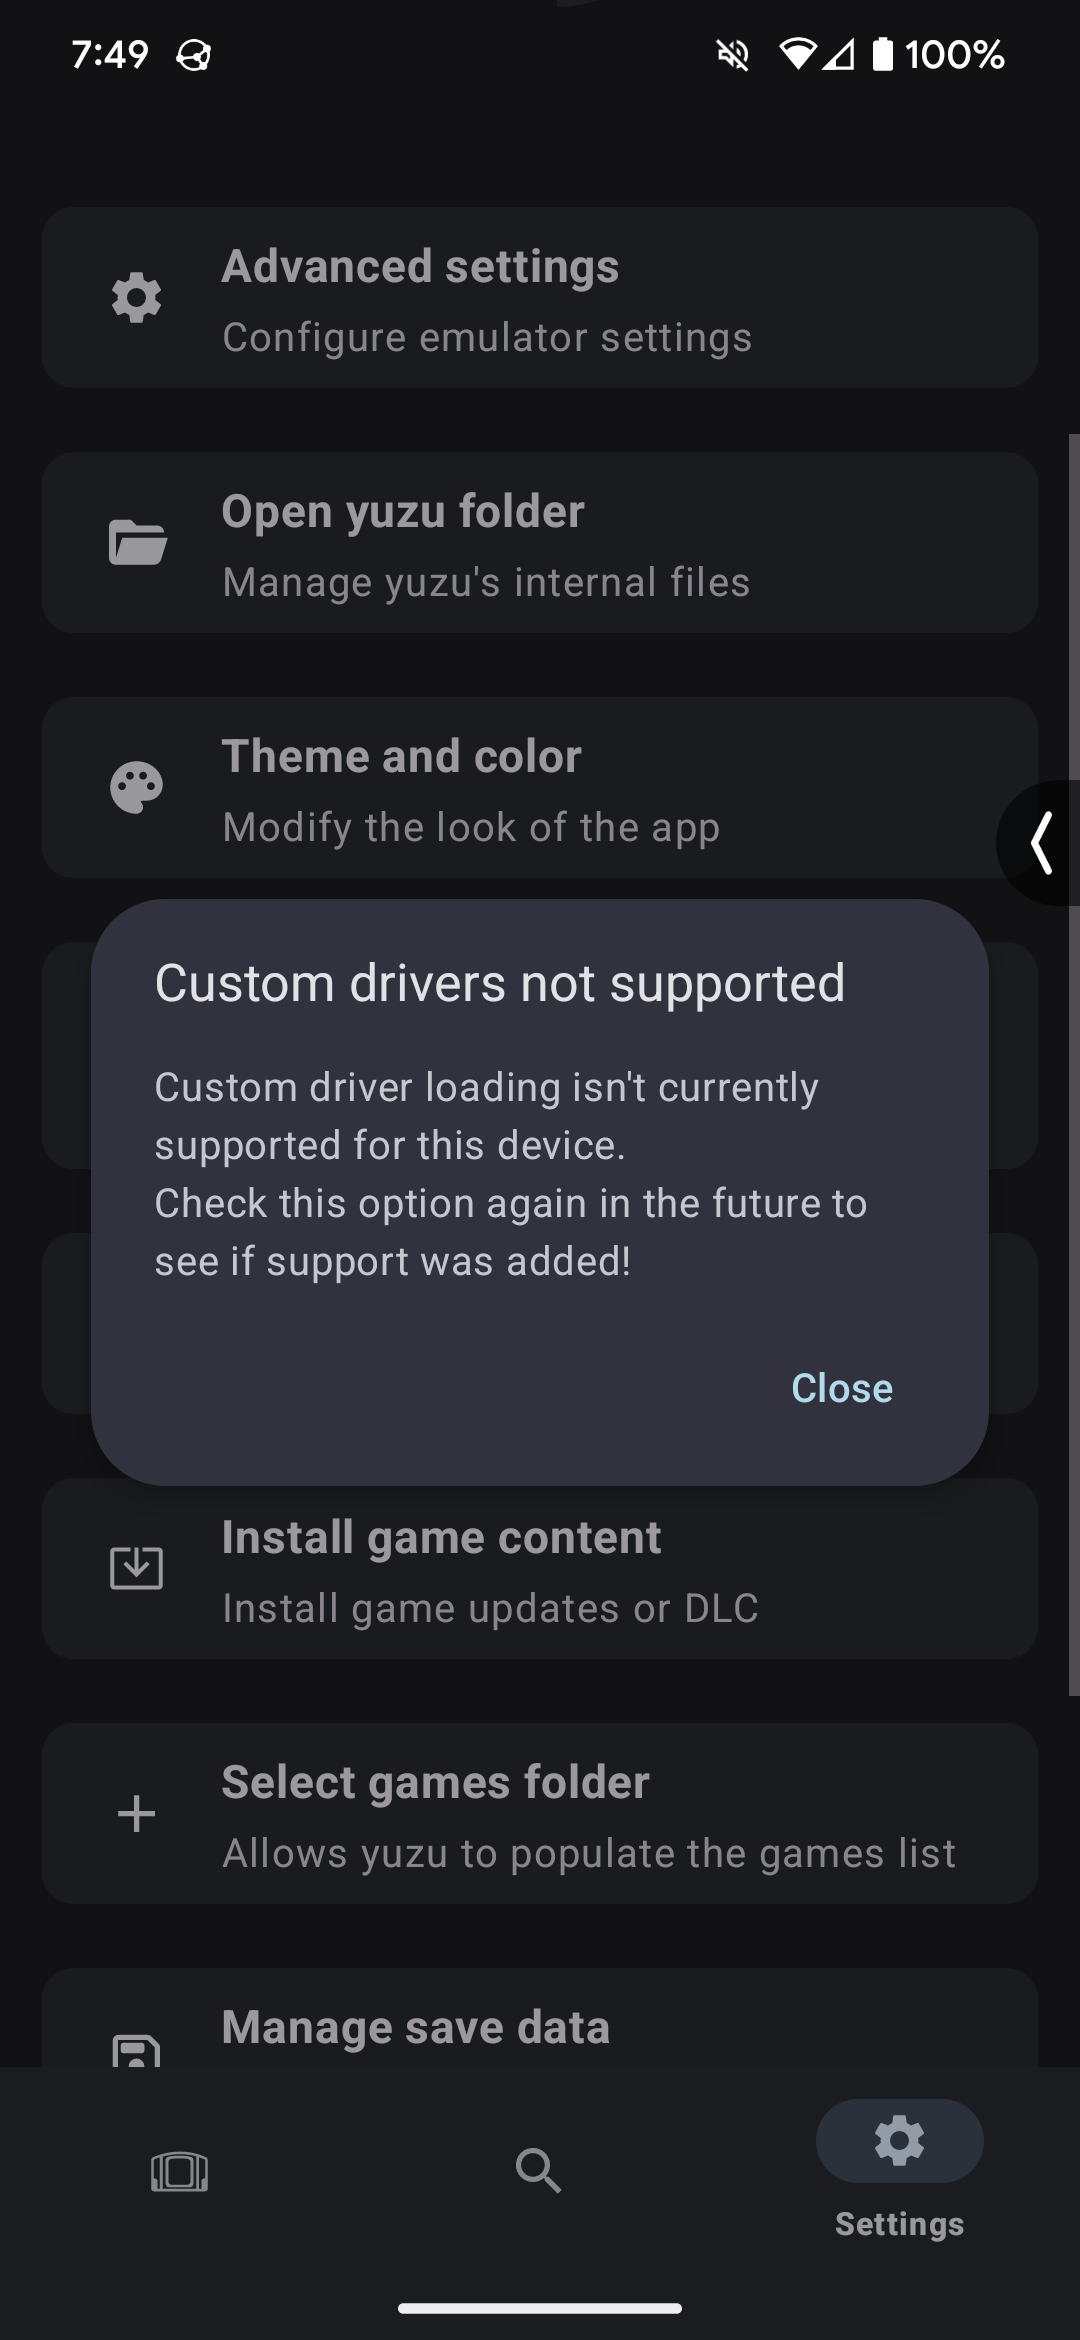 7:49
100%
Advanced settings
Configure emulator settings
Open yuzu folder
Manage yuzu's internal files
Theme and color
Modify the look of the app
Custom drivers not supported
Custom driver loading isn't currently
supported for this device.
Check this option again in the future to
see if support was added!
Close
Install game content
Install game updates or DLC
Select games folder
Allows yuzu to populate the games list
Manage save data
Settings